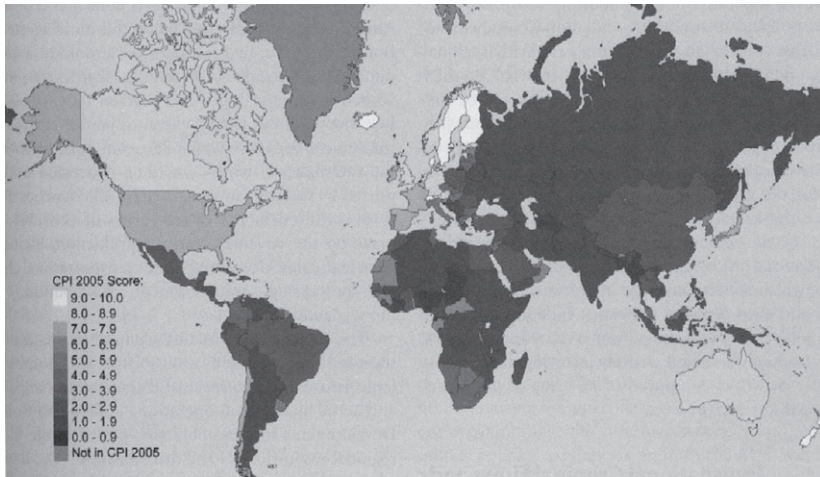 CPI 2005 Score:
9.0 - 10.0
8.0 - 8.9
7.0 - 7.9
6.0 - 6.9
5.0 - 5.9
4.0 - 4.9
3.0 - 3.9
2.0 - 2.9
1.0 - 1.9
0.0 - 0.9
Not in CPI 2005